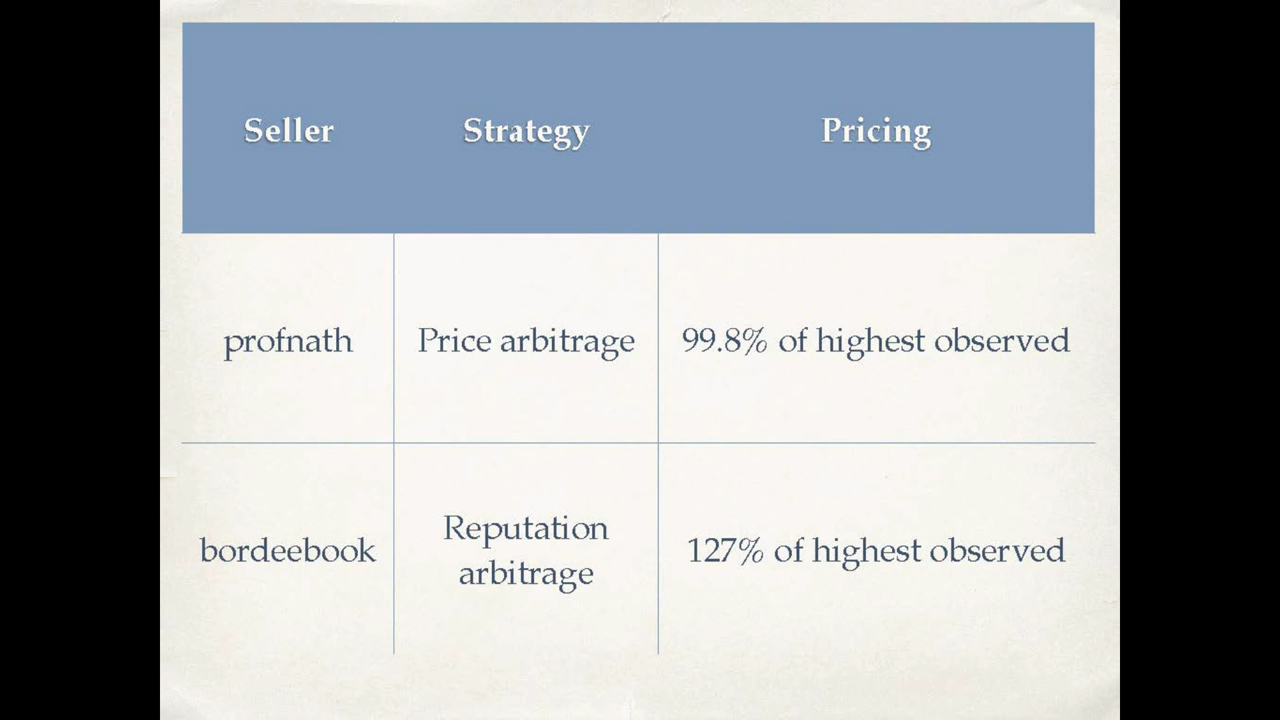 Seller Strategy Pricing
profnath Price arbitrage 99.8% of highest observed
bordeebook Reputation arbitrage 127% of highest observed